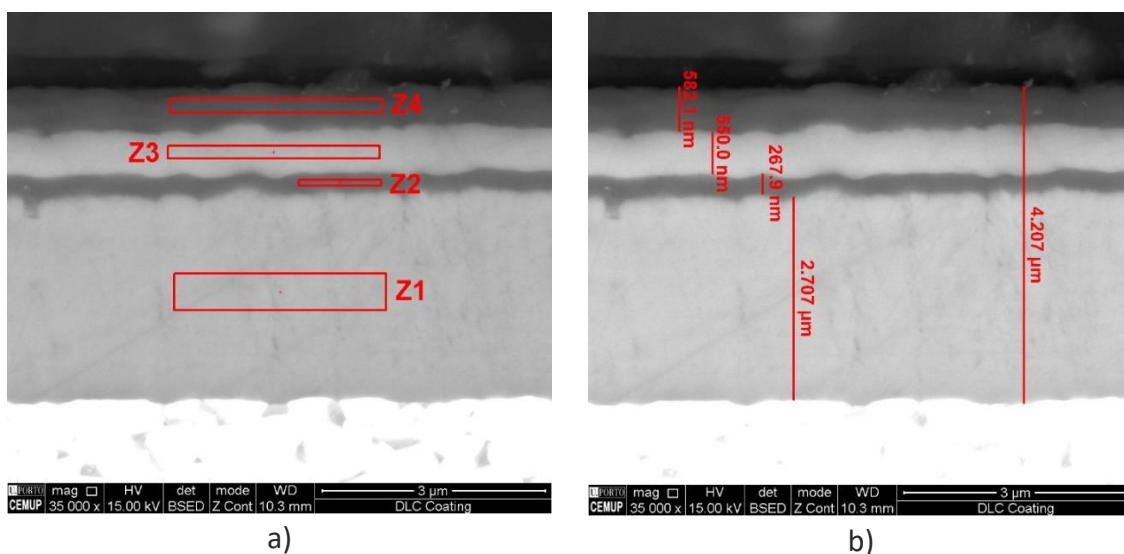 Z4
Z3
Z2
Z1
U.PORTO
CEMUP
mag HV det mode WD
35 000 x 15.00 kV BSED Z Cont 10.3 mm
3 µm
DLC Coating
a)
582.1 nm
550.0 nm
267.9 nm
2.707 µm
4.207 µm
U.PORTO
CEMUP
mag HV det mode WD
35 000 x 15.00 kV BSED Z Cont 10.3 mm
3 µm
DLC Coating
b)